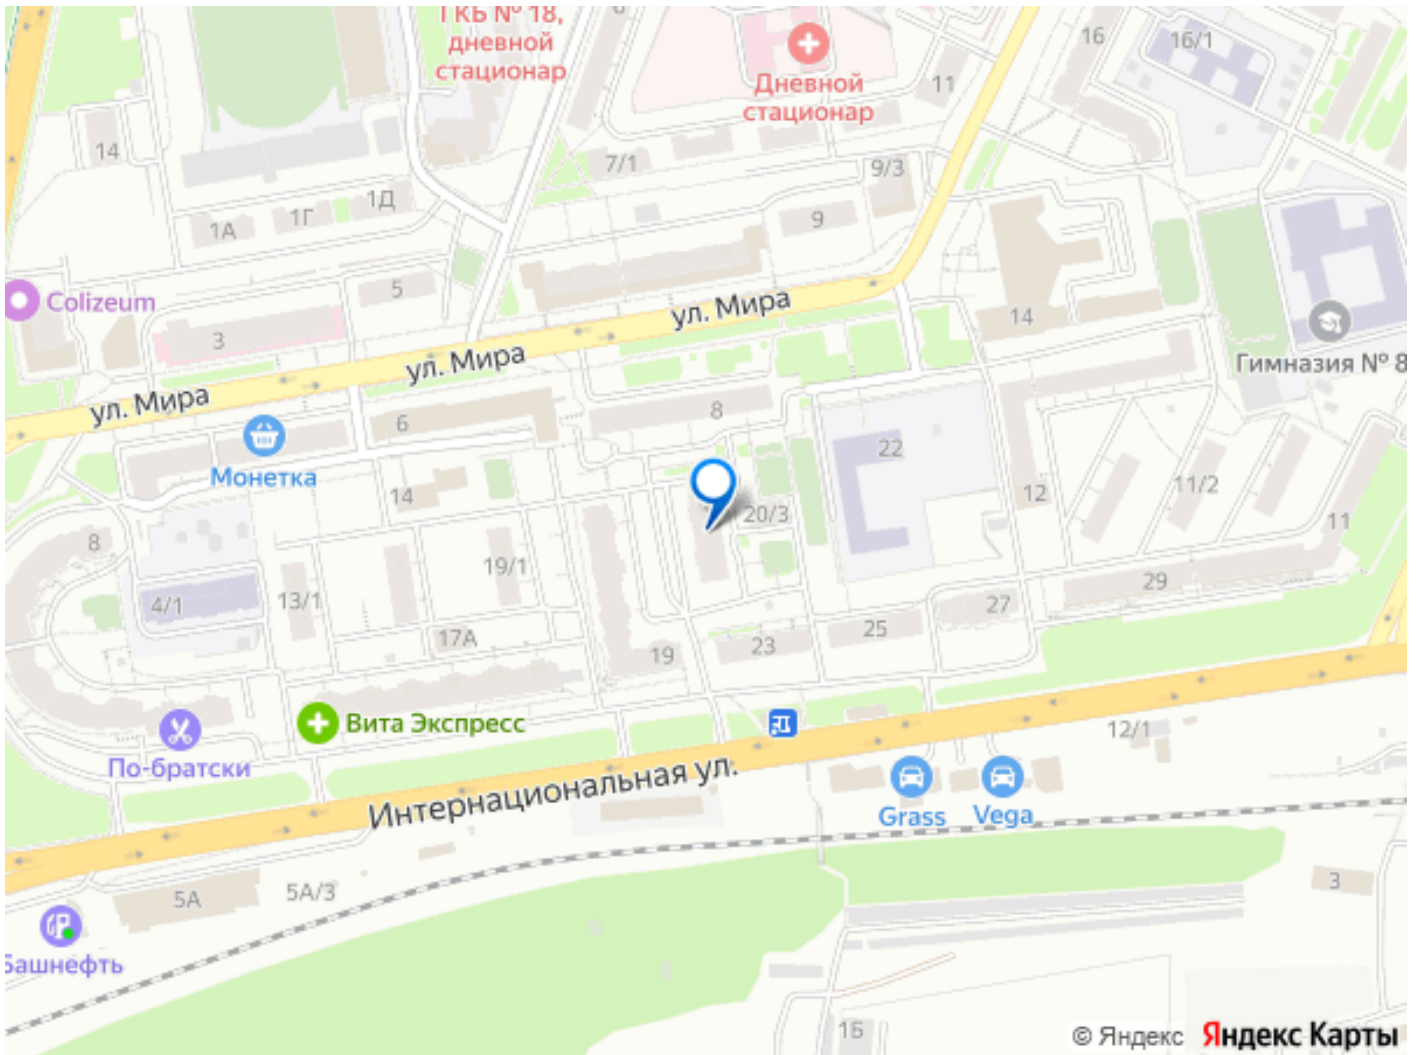 ГКБ № 18,
дневной
стационар
Дневной
стационар
16
16/1
11
14
7/1
9/3
1Д
1Г
1А
9
5
Colizeum
ул. Мира
14
3
ул. Мира
Гимназия № 8
ул. Мира
8
6
22
Монетка
14
12
11/2
20/3
11
8
19/1
29
4/1
13/1
27
17А
25
19
23
Вита Экспресс
12/1
По-братски
Интернациональная ул.
Grass
Vega
5А
5А/3
3
Башнефть
1Б
© Яндекс Яндекс Карты